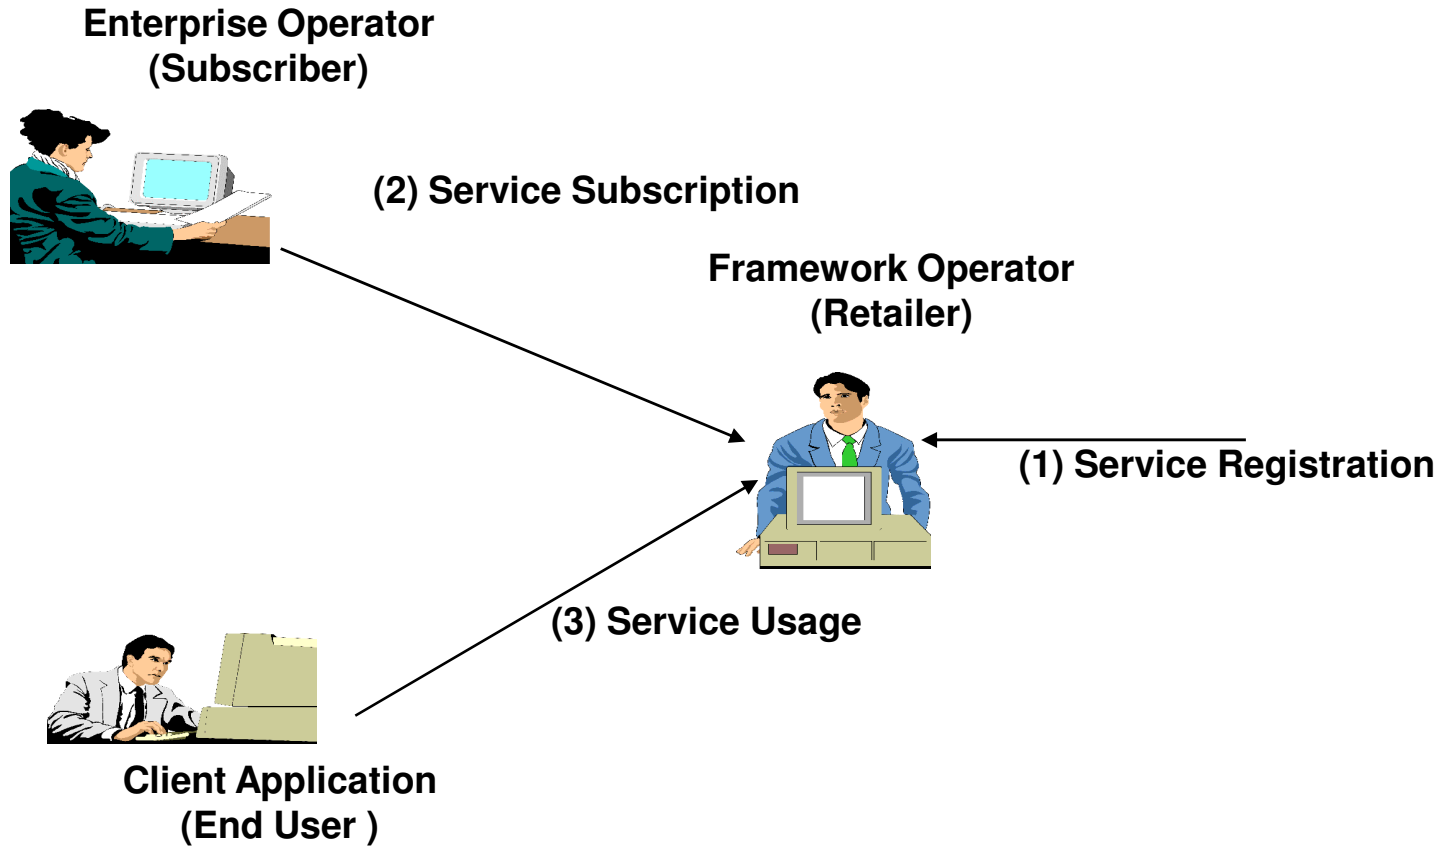 Enterprise Operator
(Subscriber)
(2) Service Subscription
Framework Operator
(Retailer)
(1) Service Registration
(3) Service Usage
Client Application
(End User )